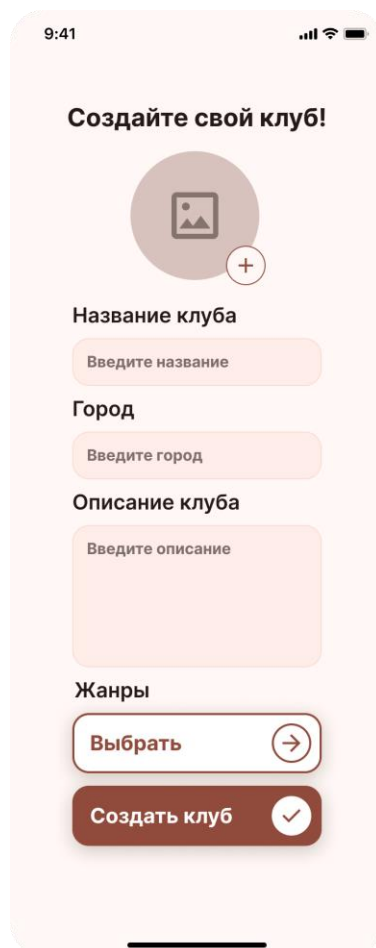 9:41
Создайте свой клуб!
Название клуба
Введите название
Город
Введите город
Описание клуба
Введите описание
Жанры
Выбрать
Создать клуб